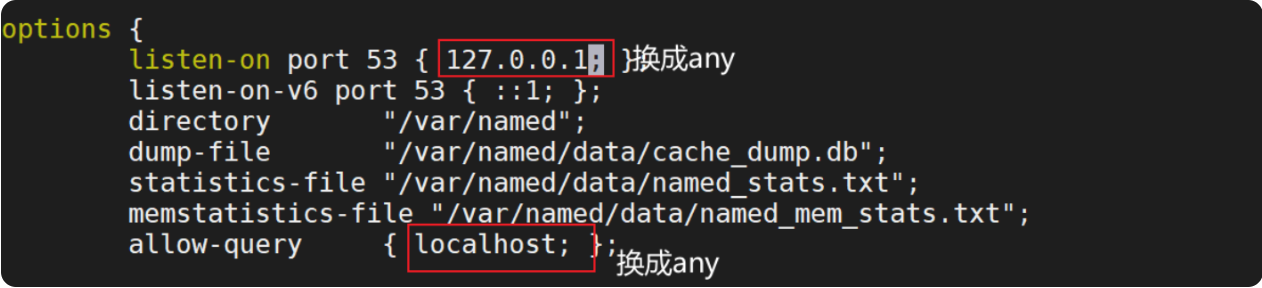 options {
listen-on port 53 { 127.0.0.1; }; 换成any
listen-on-v6 port 53 { ::1; };
directory "/var/named";
dump-file "/var/named/data/cache_dump.db";
statistics-file "/var/named/data/named_stats.txt";
memstatistics-file "/var/named/data/named_mem_stats.txt";
allow-query { localhost; };
换成any